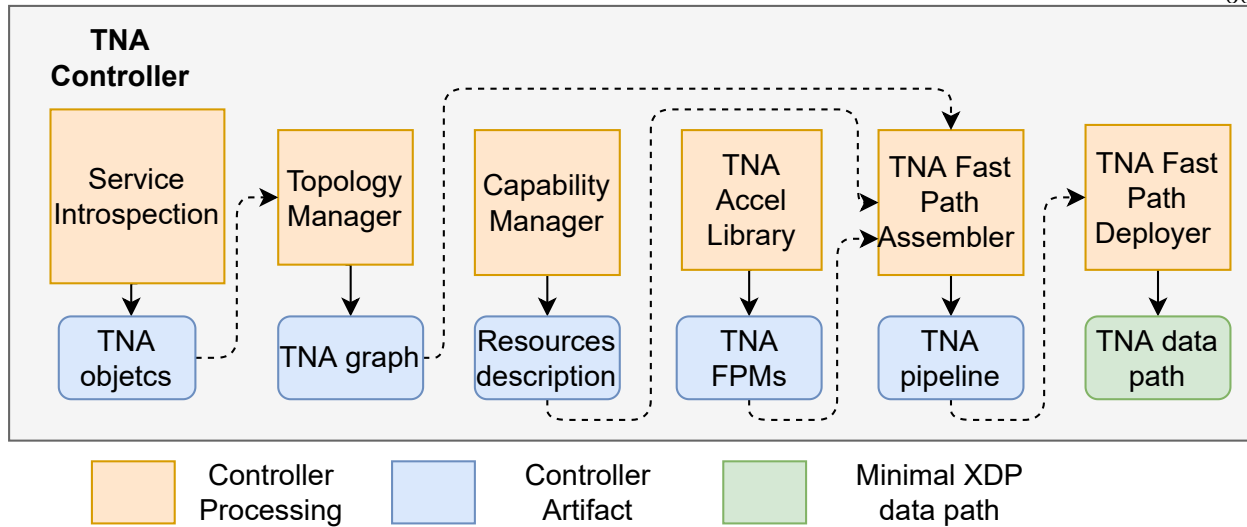 TNA
Controller
Service
Introspection
Topology
Manager
Capability
Manager
TNA
Accel
Library
TNA Fast
Path
Assembler
TNA Fast
Path
Deployer
TNA
objetcs
TNA graph
Resources
description
TNA
FPMs
TNA
pipeline
TNA data
path
Controller
Processing
Controller
Artifact
Minimal XDP
data path